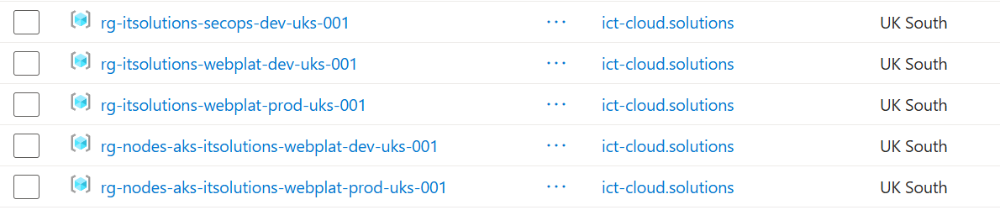 rg-itsolutions-secops-dev-uks-001 ... ict-cloud.solutions UK South
rg-itsolutions-webplat-dev-uks-001 ... ict-cloud.solutions UK South
rg-itsolutions-webplat-prod-uks-001 ... ict-cloud.solutions UK South
rg-nodes-aks-itsolutions-webplat-dev-uks-001 ... ict-cloud.solutions UK South
rg-nodes-aks-itsolutions-webplat-prod-uks-001 ... ict-cloud.solutions UK South